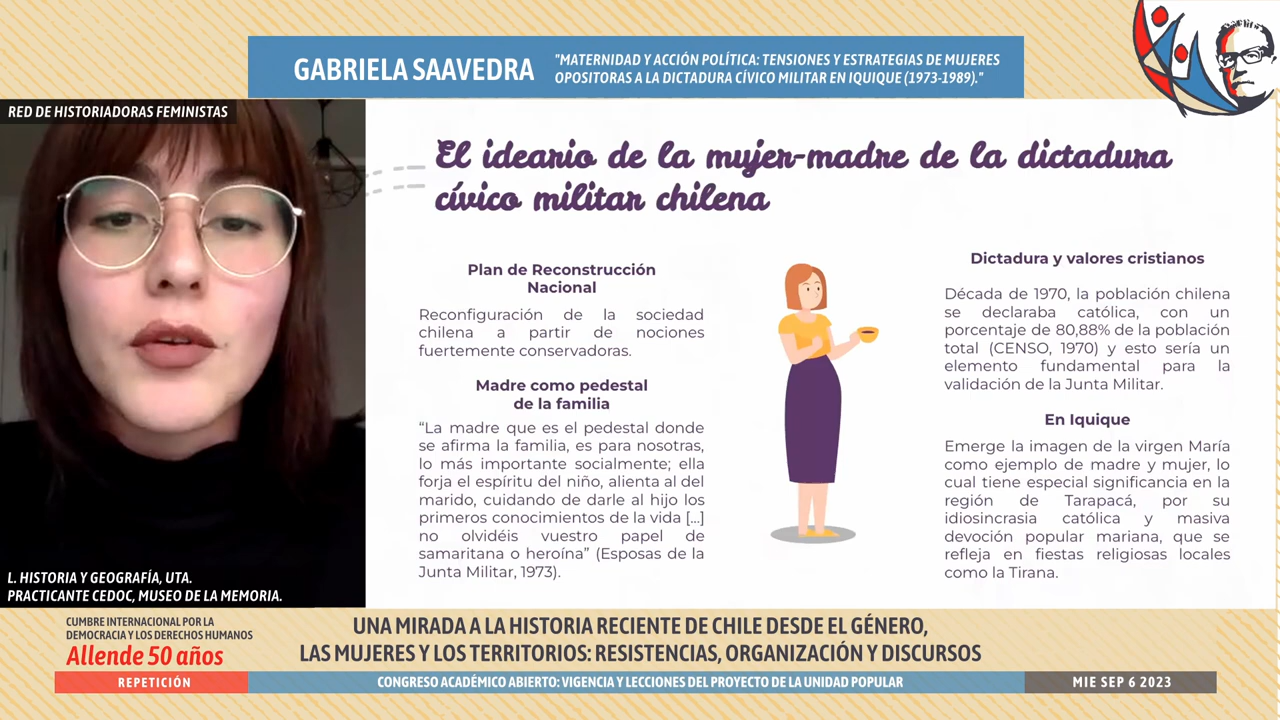 GABRIELA SAAVEDRA
"MATERNIDAD Y ACCIÓN POLÍTICA: TENSIONES Y ESTRATEGIAS DE MUJERES
OPOSITORAS A LA DICTADURA CÍVICO MILITAR EN IQUIQUE (1973-1989)."
RED DE HISTORIADORAS FEMINISTAS
El ideario de la mujer-madre de la dictadura
cívico militar chilena
Plan de Reconstrucción
Nacional
Reconfiguración de la sociedad
chilena a partir de nociones
fuertemente conservadoras.
Madre como pedestal
de la familia
“La madre que es el pedestal donde
se afirma la familia, es para nosotras,
lo más importante socialmente; ella
forja el espíritu del niño, alienta al del
marido, cuidando de darle al hijo los
primeros conocimientos de la vida [...]
no olvidéis vuestro papel de
samaritana o heroína” (Esposas de la
Junta Militar, 1973).
Dictadura y valores cristianos
Década de 1970, la población chilena
se declaraba católica, con un
porcentaje de 80,88% de la población
total (CENSO, 1970) y esto sería un
elemento fundamental para la
validación de la Junta Militar.
En Iquique
Emerge la imagen de la virgen María
como ejemplo de madre y mujer, lo
cual tiene especial significancia en la
región de Tarapacá, por su
idiosincrasia católica y masiva
devoción popular mariana, que se
refleja en fiestas religiosas locales
como la Tirana.
L. HISTORIA Y GEOGRAFÍA, UTA.
PRACTICANTE CEDOC, MUSEO DE LA MEMORIA.
CUMBRE INTERNACIONAL POR LA
DEMOCRACIA Y LOS DERECHOS HUMANOS
Allende 50 años
REPETICIÓN
UNA MIRADA A LA HISTORIA RECIENTE DE CHILE DESDE EL GÉNERO,
LAS MUJERES Y LOS TERRITORIOS: RESISTENCIAS, ORGANIZACIÓN Y DISCURSOS
CONGRESO ACADÉMICO ABIERTO: VIGENCIA Y LECCIONES DEL PROYECTO DE LA UNIDAD POPULAR
MIE SEP 6 2023